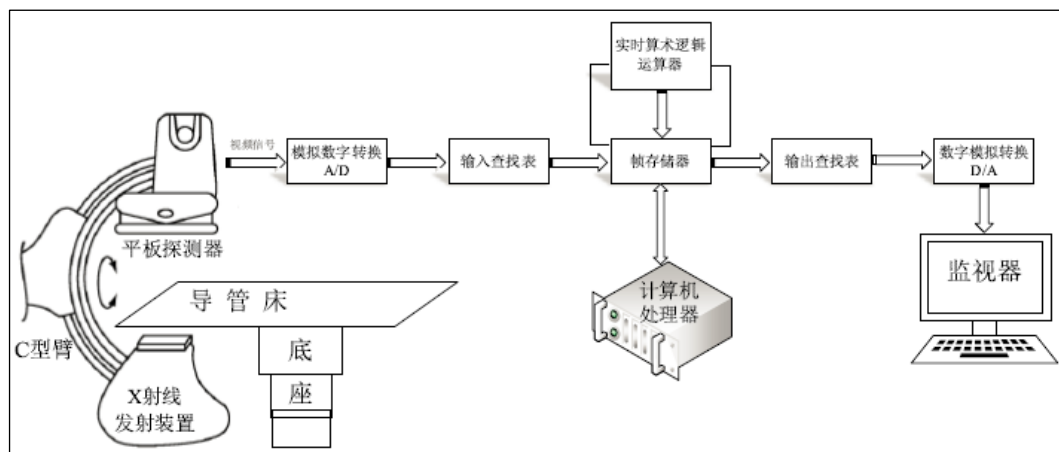 实时算术逻辑
运算器
视频信号
模拟数字转换
A/D
输入查找表
帧存储器
输出查找表
数字模拟转换
D/A
平板探测器
导管床
计算机
处理器
监视器
C型臂
底
座
X射线
发射装置